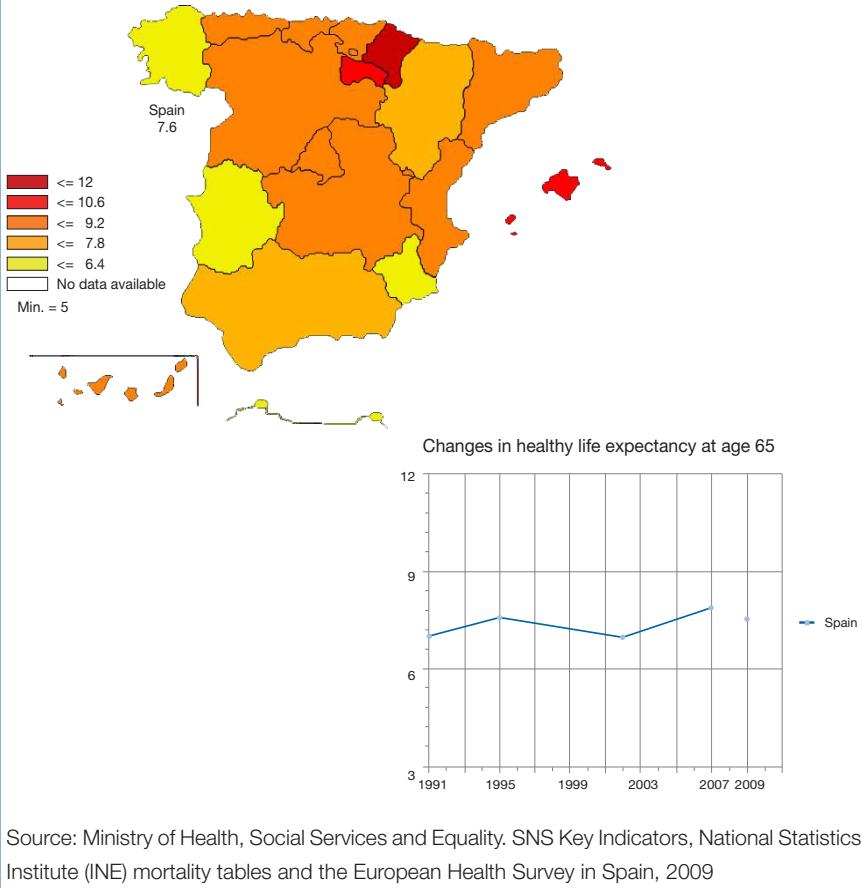 Spain
7.6
<= 12
<= 10.6
<= 9.2
<= 7.8
<= 6.4
No data available
Min. = 5
Changes in healthy life expectancy at age 65
12
9
6
3
1991 1995 1999 2003 2007 2009
Spain
Source: Ministry of Health, Social Services and Equality. SNS Key Indicators, National Statistics
Institute (INE) mortality tables and the European Health Survey in Spain, 2009